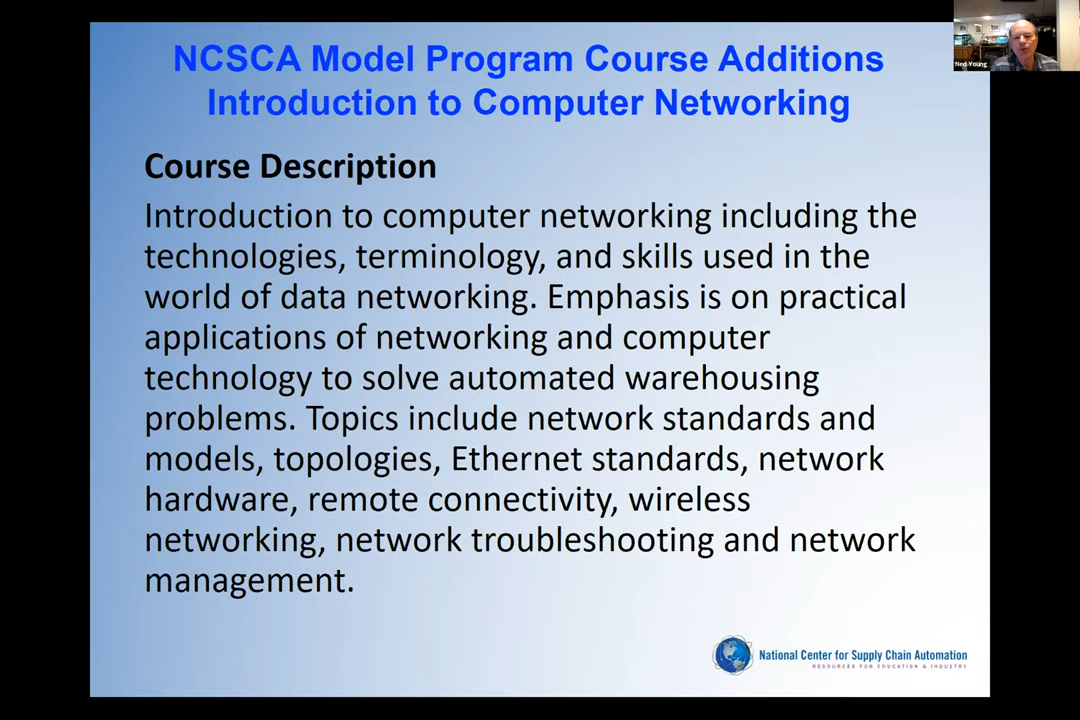 NCSCA Model Program Course Additions
Introduction to Computer Networking
Ned Young
Course Description
Introduction to computer networking including the
technologies, terminology, and skills used in the
world of data networking. Emphasis is on practical
applications of networking and computer
technology to solve automated warehousing
problems. Topics include network standards and
models, topologies, Ethernet standards, network
hardware, remote connectivity, wireless
networking, network troubleshooting and network
management.
National Center for Supply Chain Automation
RESOURCES FOR EDUCATION & INDUSTRY